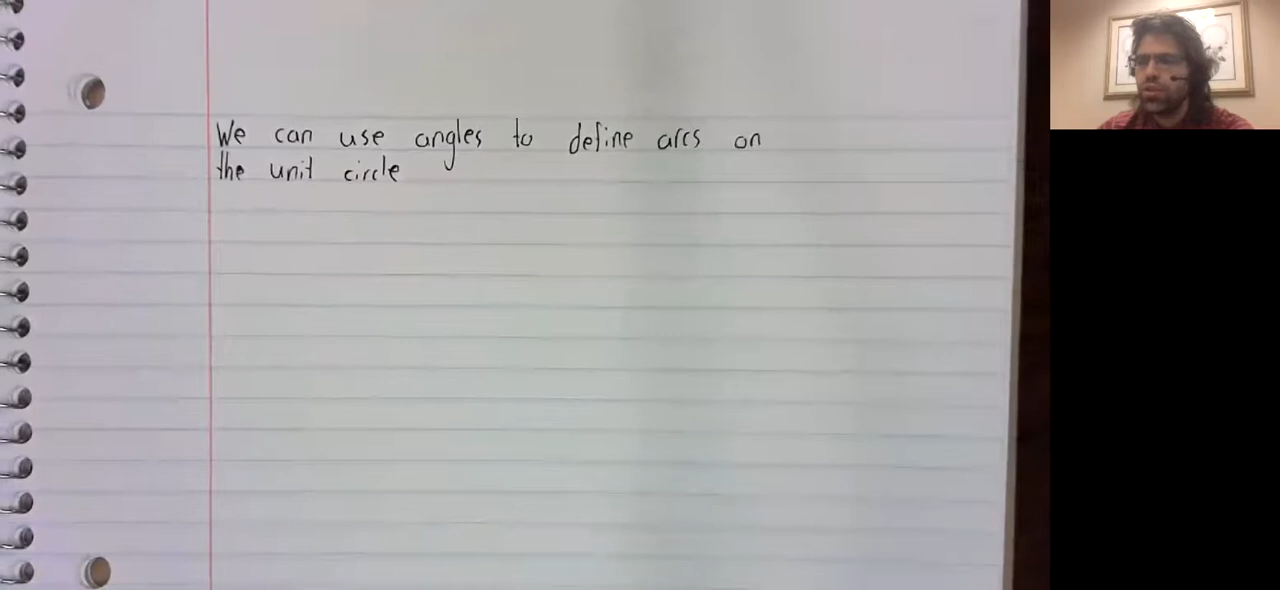 We can use angles to define arcs on
the unit circle